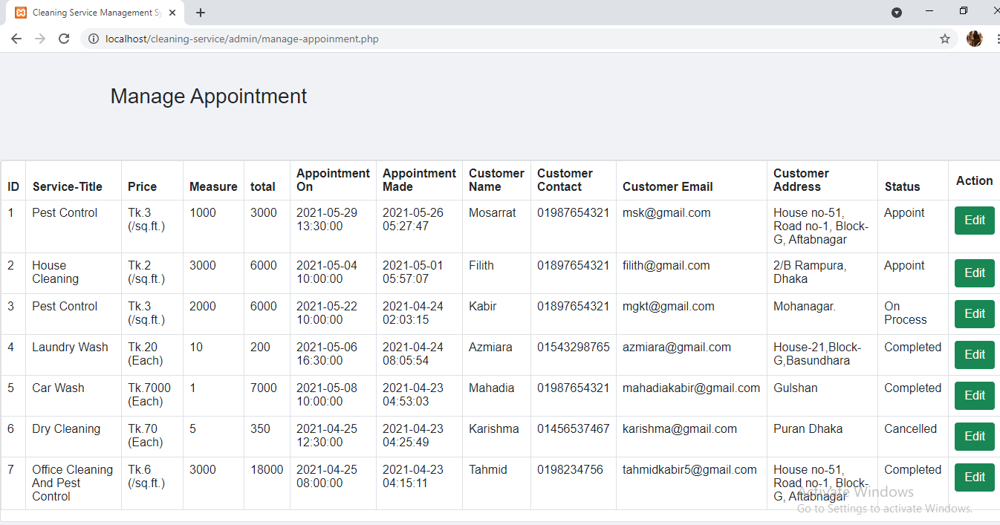 Cleaning Service Management Sy
localhost/cleaning-service/admin/manage-appoinment.php
Manage Appointment
ID Service-Title Price Measure total Appointment On Appointment Made Customer Name Customer Contact Customer Email Customer Address Status Action
1 Pest Control Tk.3 (/sq.ft.) 1000 3000 2021-05-29 13:30:00 2021-05-26 05:27:47 Mosarrat 01987654321 msk@gmail.com House no-51, Road no-1, Block-G, Aftabnagar Appoint Edit
2 House Cleaning Tk.2 (/sq.ft.) 3000 6000 2021-05-04 10:00:00 2021-05-01 05:57:07 Filith 01897654321 filith@gmail.com 2/B Rampura, Dhaka Appoint Edit
3 Pest Control Tk.3 (/sq.ft.) 2000 6000 2021-05-22 10:00:00 2021-04-24 02:03:15 Kabir 01897654321 mgkt@gmail.com Mohanagar. On Process Edit
4 Laundry Wash Tk.20 (Each) 10 200 2021-05-06 16:30:00 2021-04-24 08:05:54 Azmiara 01543298765 azmiara@gmail.com House-21,Block-G,Basundhara Completed Edit
5 Car Wash Tk.7000 (Each) 1 7000 2021-05-08 10:00:00 2021-04-23 04:53:03 Mahadia 01987654321 mahadiakabir@gmail.com Gulshan Completed Edit
6 Dry Cleaning Tk.70 (Each) 5 350 2021-04-25 12:30:00 2021-04-23 04:25:49 Karishma 01456537467 karishma@gmail.com Puran Dhaka Cancelled Edit
7 Office Cleaning And Pest Control Tk.6 (/sq.ft.) 3000 18000 2021-04-25 08:00:00 2021-04-23 04:15:11 Tahmid 0198234756 tahmidkabir5@gmail.com House no-51, Road no-1, Block-G, Aftabnagar Completed Edit
Activate Windows
Go to Settings to activate Windows.